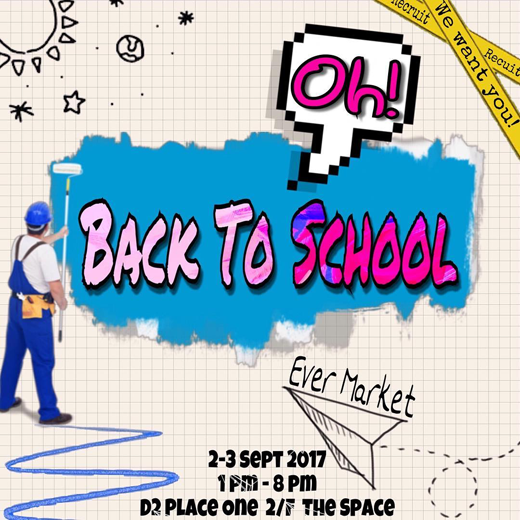 Recruit
We want you!
Recuit
Oh!
Back To School
Ever Market
2-3 Sept 2017
1 pm - 8 pm
D2 Place One 2/F The Space